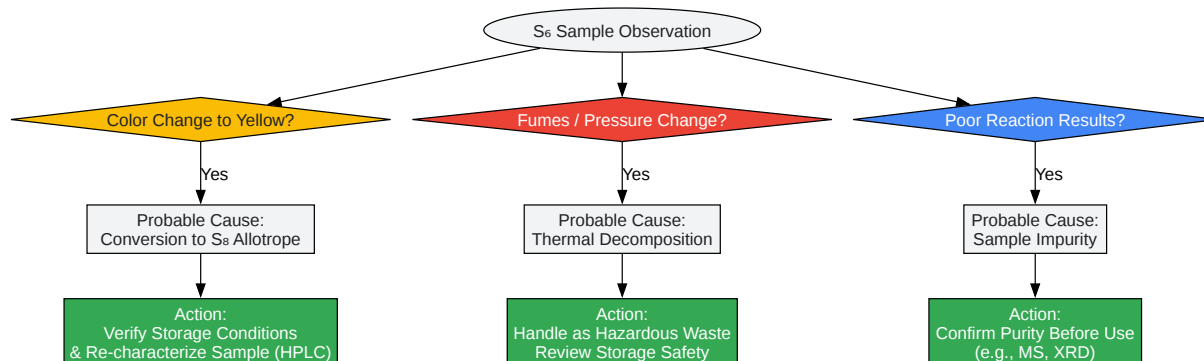 S₆ Sample Observation
Color Change to Yellow?
Fumes / Pressure Change?
Poor Reaction Results?
Yes
Yes
Yes
Probable Cause:
Conversion to S₈ Allotrope
Probable Cause:
Thermal Decomposition
Probable Cause:
Sample Impurity
Action:
Verify Storage Conditions
& Re-characterize Sample (HPLC)
Action:
Handle as Hazardous Waste
Review Storage Safety
Action:
Confirm Purity Before Use
(e.g., MS, XRD)